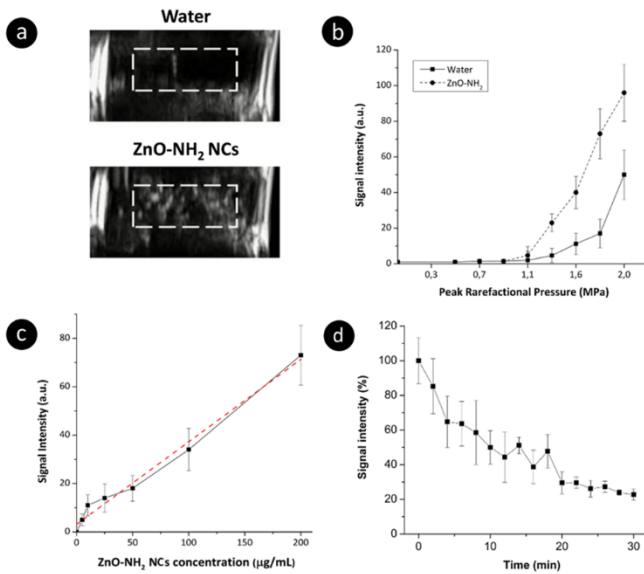 a
Water
ZnO-NH₂ NCs
b
Signal intensity (a.u.)
120
100
80
60
40
20
0
Water
ZnO-NH₂
0,3 0,7 1,1 1,6 2,0
Peak Rarefactional Pressure (MPa)
c
Signal Intensity (a.u.)
80
60
40
20
0
0 50 100 150 200
ZnO-NH₂ NCs concentration (µg/mL)
d
Signal intensity (%)
120
100
80
60
40
20
0
0 10 20 30
Time (min)